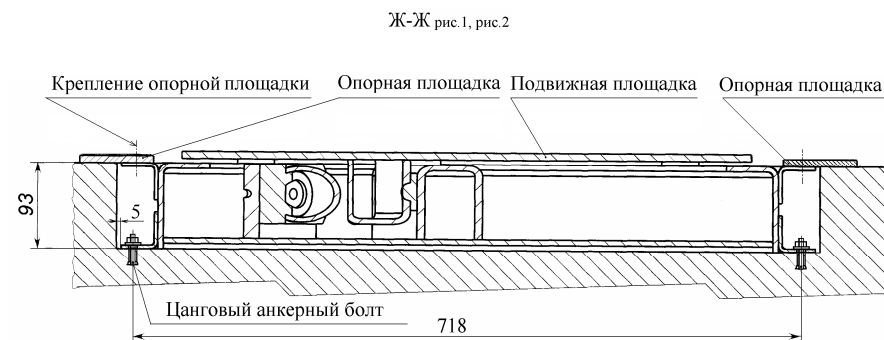 Ж-Ж рис.1, рис.2
Крепление опорной площадки
Опорная площадка
Подвижная площадка
Опорная площадка
93
5
Цанговый анкерный болт
718